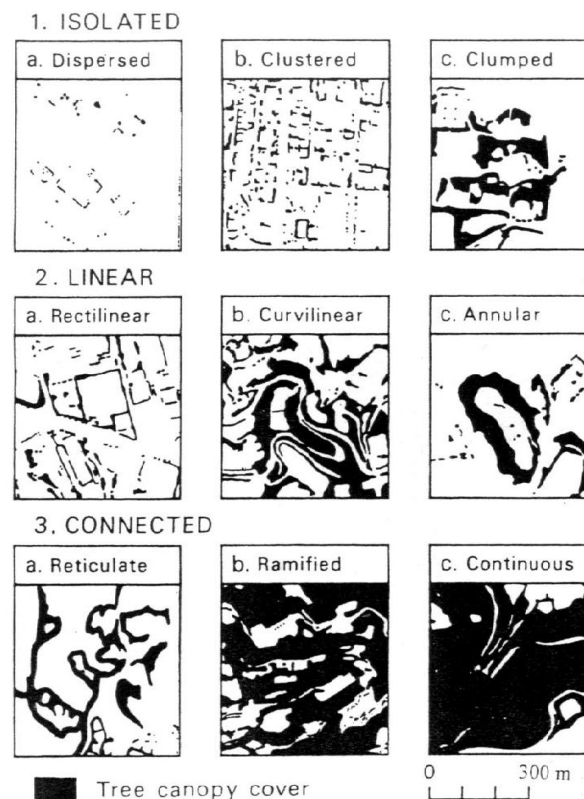 1. ISOLATED
a. Dispersed b. Clustered c. Clumped
2. LINEAR
a. Rectilinear b. Curvilinear c. Annular
3. CONNECTED
a. Reticulate b. Ramified c. Continuous
Tree canopy cover 0 300 m